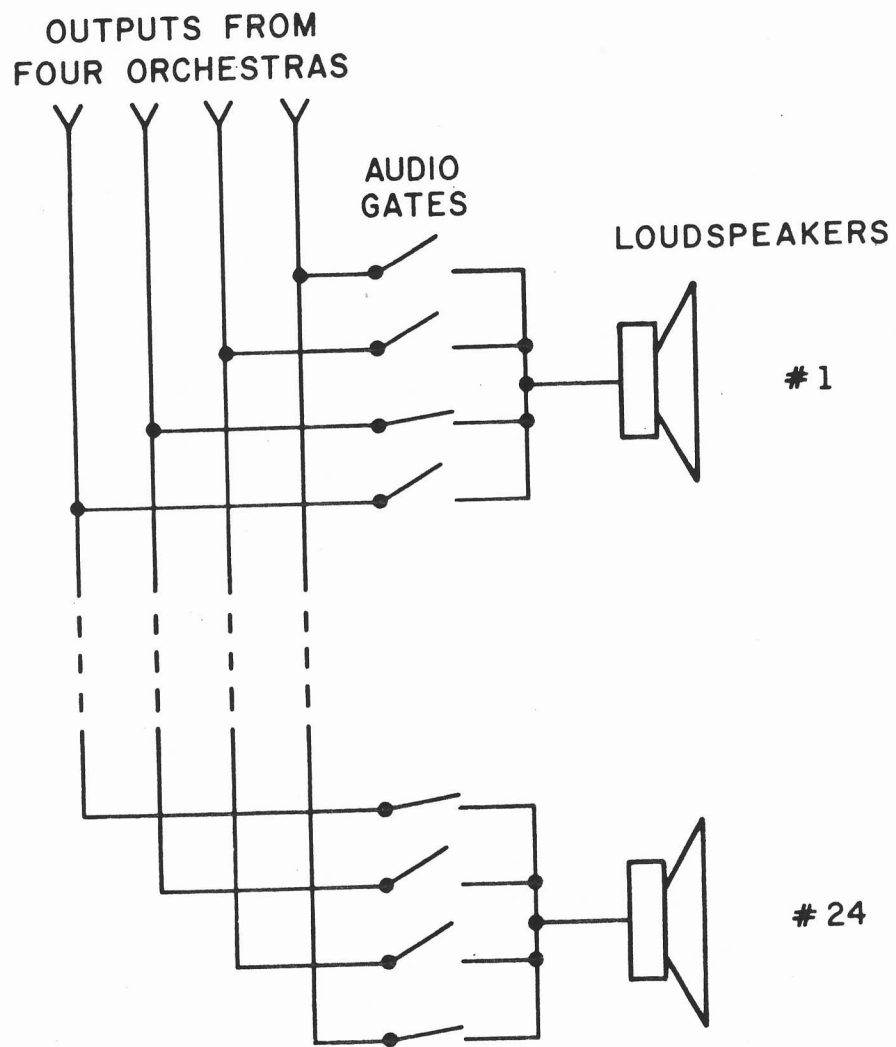 OUTPUTS FROM
FOUR ORCHESTRAS
AUDIO
GATES
LOUDSPEAKERS
#1
#24